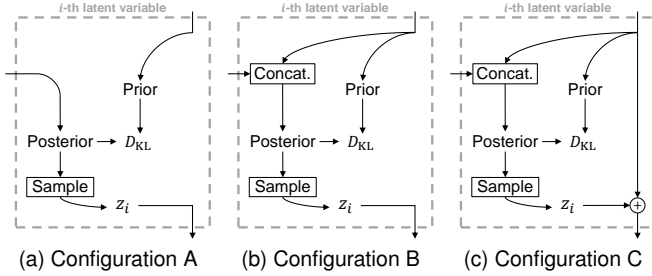 i-th latent variable
Prior
Posterior
D_KL
Sample
z_i
(a) Configuration A
i-th latent variable
Concat.
Prior
Posterior
D_KL
Sample
z_i
(b) Configuration B
i-th latent variable
Concat.
Prior
Posterior
D_KL
Sample
z_i
+
(c) Configuration C